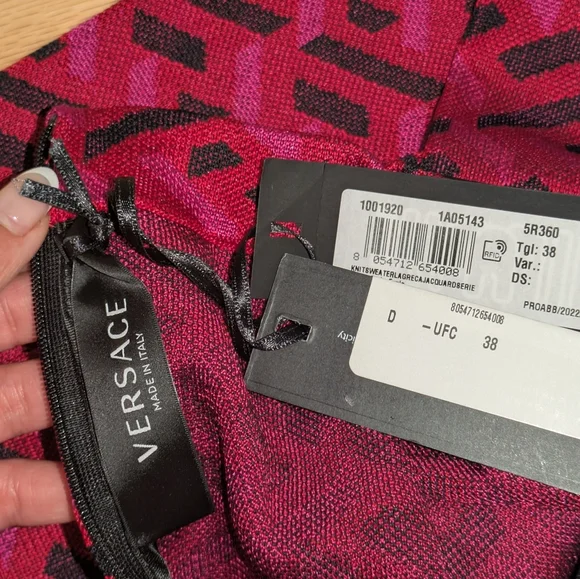 1001920 1A05143 5R360
Tgl: 38
Var.:
DS:
RFID
8 054712 654008
KNITSWEATERLAGRECAJACQUARDSERIE
PROABB/2022
8054712654008
D -UFC 38
VERSACE
MADE IN ITALY